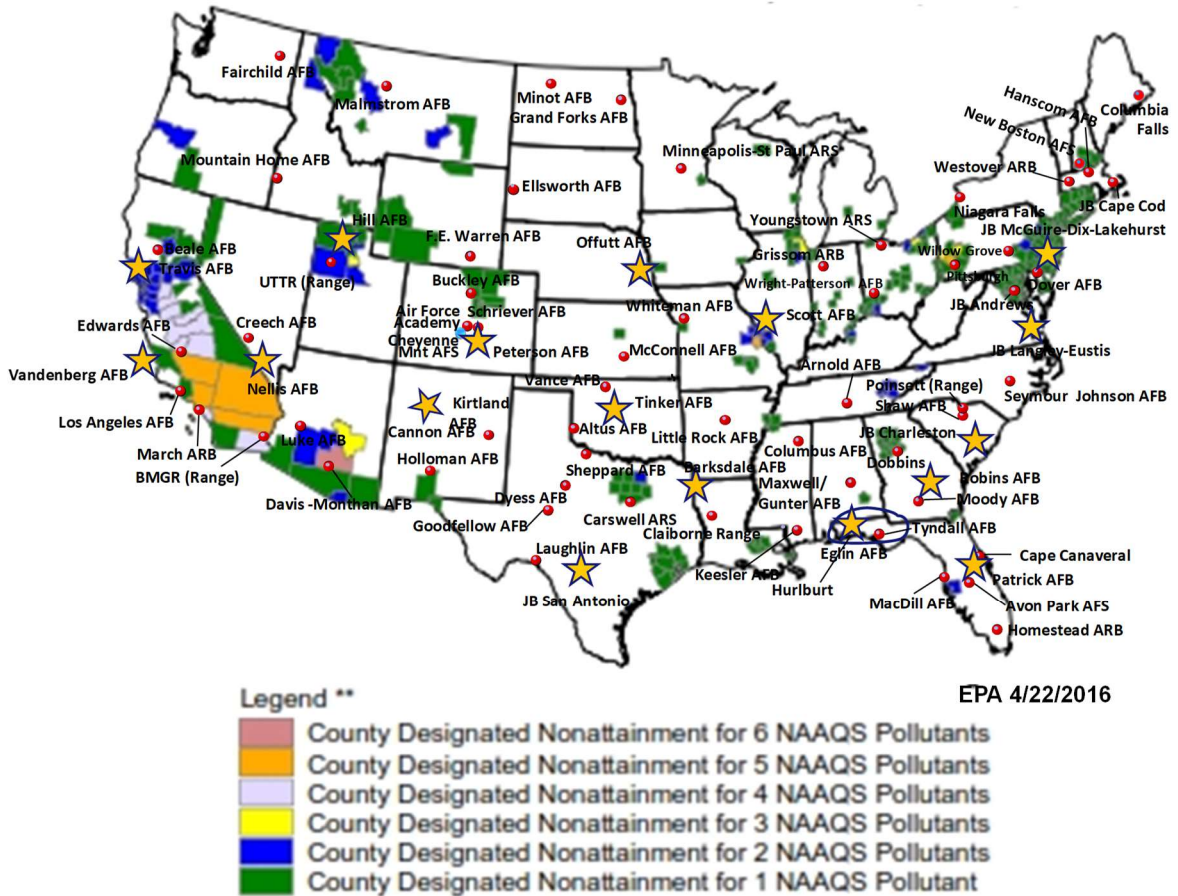 Fairchild AFB
Malmstrom AFB
Minot AFB
Grand Forks AFB
Hanscom AFB
Columbia
Falls
New Boston AFS
Minneapolis-St Paul ARS
Mountain Home AFB
Westover ARB
Ellsworth AFB
JB Cape Cod
Niagara Falls
Hill AFB
Youngstown ARS
JB McGuire-Dix-Lakehurst
F.E. Warren AFB
Offutt AFB
Beale AFB
Willow Grove
Grissom ARB
Travis AFB
Pittsburgh
UTTR (Range)
Buckley AFB
Wright-Patterson AFB
Dover AFB
Whiteman AFB
JB Andrews
Air Force
Academy
Schriever AFB
Scott AFB
Edwards AFB
Creech AFB
Cheyenne
Mnt AFS
Peterson AFB
McConnell AFB
JB Langley-Eustis
Vandenberg AFB
Arnold AFB
Nellis AFB
Vance AFB
Poinsett (Range)
Seymour Johnson AFB
Kirtland
AFB
Tinker AFB
Shaw AFB
Los Angeles AFB
Luke AFB
Cannon AFB
Altus AFB
Little Rock AFB
JB Charleston
March ARB
Holloman AFB
Columbus AFB
Dobbins
BMGR (Range)
Sheppard AFB
Barksdale AFB
Robins AFB
Maxwell/
Gunter AFB
Davis -Monthan AFB
Dyess AFB
Moody AFB
Carswell ARS
Goodfellow AFB
Claiborne Range
Tyndall AFB
Laughlin AFB
Eglin AFB
Cape Canaveral
Keesler AFB
Patrick AFB
Hurlburt
JB San Antonio
MacDill AFB
Avon Park AFS
Homestead ARB
EPA 4/22/2016
Legend **
County Designated Nonattainment for 6 NAAQS Pollutants
County Designated Nonattainment for 5 NAAQS Pollutants
County Designated Nonattainment for 4 NAAQS Pollutants
County Designated Nonattainment for 3 NAAQS Pollutants
County Designated Nonattainment for 2 NAAQS Pollutants
County Designated Nonattainment for 1 NAAQS Pollutant